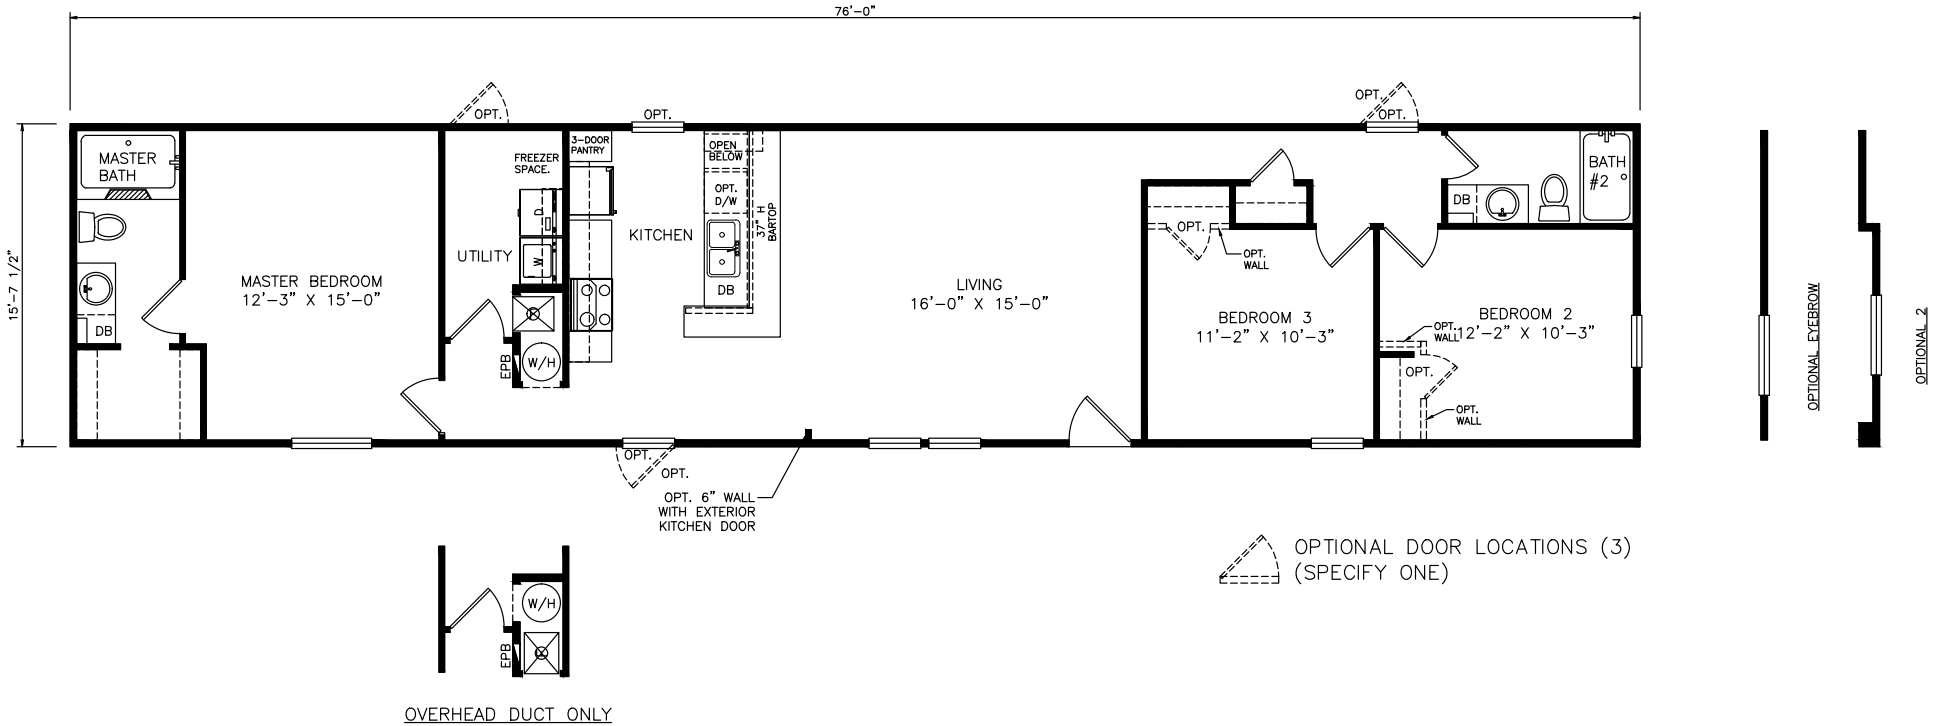 76'-0"
15'-7 1/2"
OPT.
OPT.
OPT.
OPT.
MASTER
BATH
DB
MASTER BEDROOM
12'-3" X 15'-0"
FREEZER
SPACE.
D
W
UTILITY
EPB
W/H
3-DOOR
PANTRY
KITCHEN
OPEN
BELOW
OPT.
D/W
37" H
BARTOP
DB
LIVING
16'-0" X 15'-0"
OPT.
OPT.
WALL
BEDROOM 3
11'-2" X 10'-3"
DB
BATH
#2
BEDROOM 2
12'-2" X 10'-3"
OPT.
WALL
OPT.
OPT.
WALL
OPT.
OPT.
OPT. 6" WALL
WITH EXTERIOR
KITCHEN DOOR
OPTIONAL EYEBROW
OPTIONAL 2
OPTIONAL DOOR LOCATIONS (3)
(SPECIFY ONE)
W/H
EPB
OVERHEAD DUCT ONLY